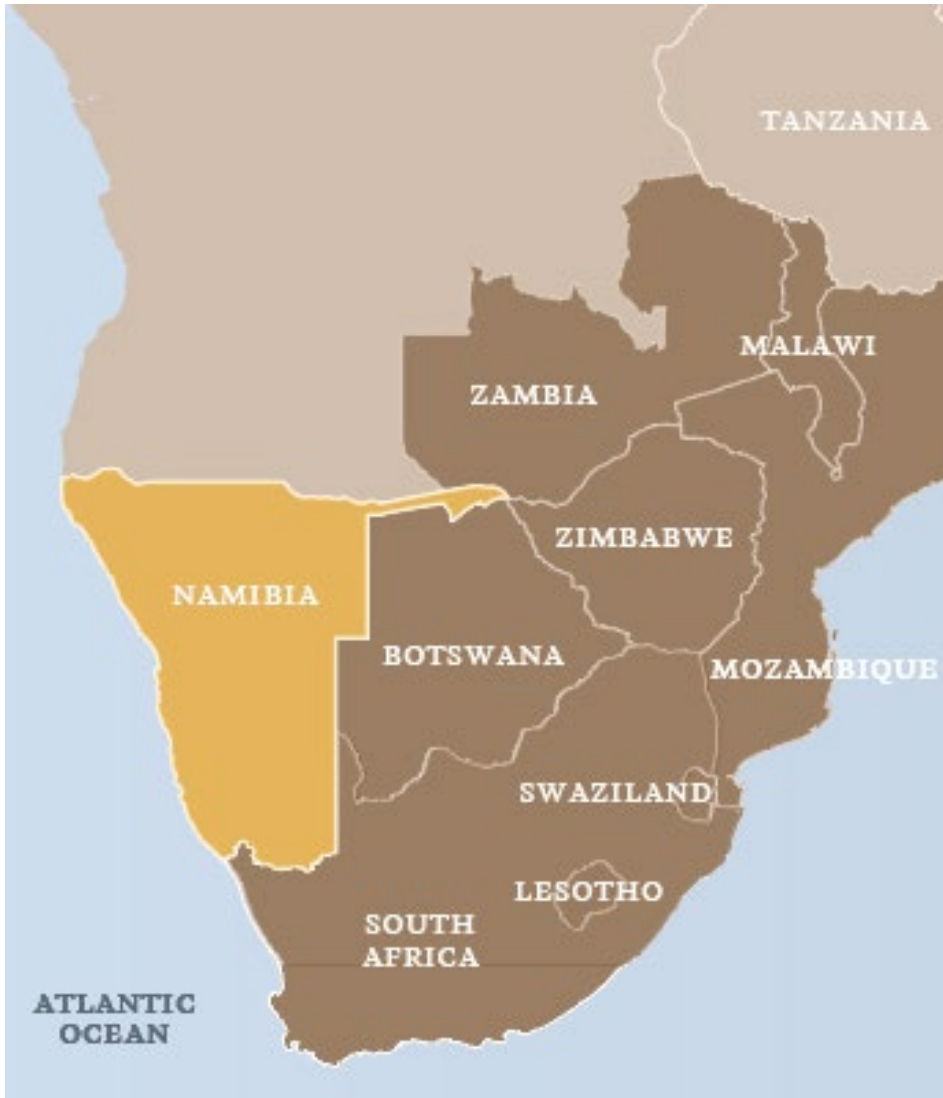 TANZANIA
MALAWI
ZAMBIA
ZIMBABWE
NAMIBIA
BOTSWANA
MOZAMBIQUE
SWAZILAND
LESOTHO
SOUTH
AFRICA
ATLANTIC
OCEAN